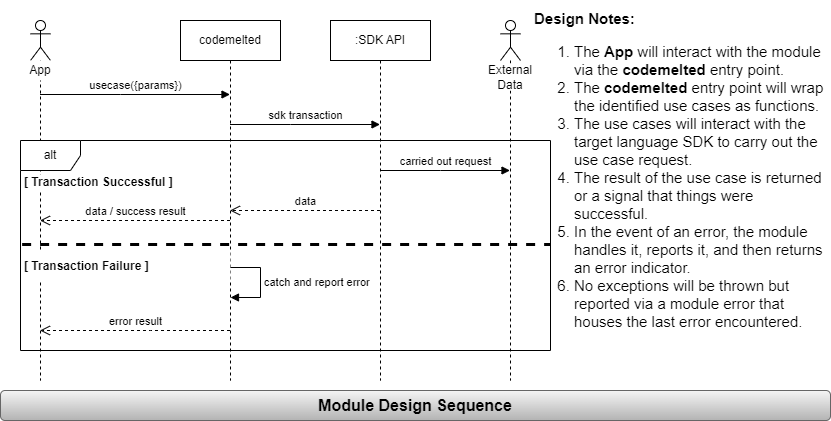 codemelted
:SDK API
App
External
Data
usecase({params})
sdk transaction
alt
carried out request
[ Transaction Successful ]
data
data / success result
[ Transaction Failure ]
catch and report error
error result
Design Notes:
1. The App will interact with the module
via the codemelted entry point.
2. The codemelted entry point will wrap
the identified use cases as functions.
3. The use cases will interact with the
target language SDK to carry out the
use case request.
4. The result of the use case is returned
or a signal that things were
successful.
5. In the event of an error, the module
handles it, reports it, and then returns
an error indicator.
6. No exceptions will be thrown but
reported via a module error that
houses the last error encountered.
Module Design Sequence